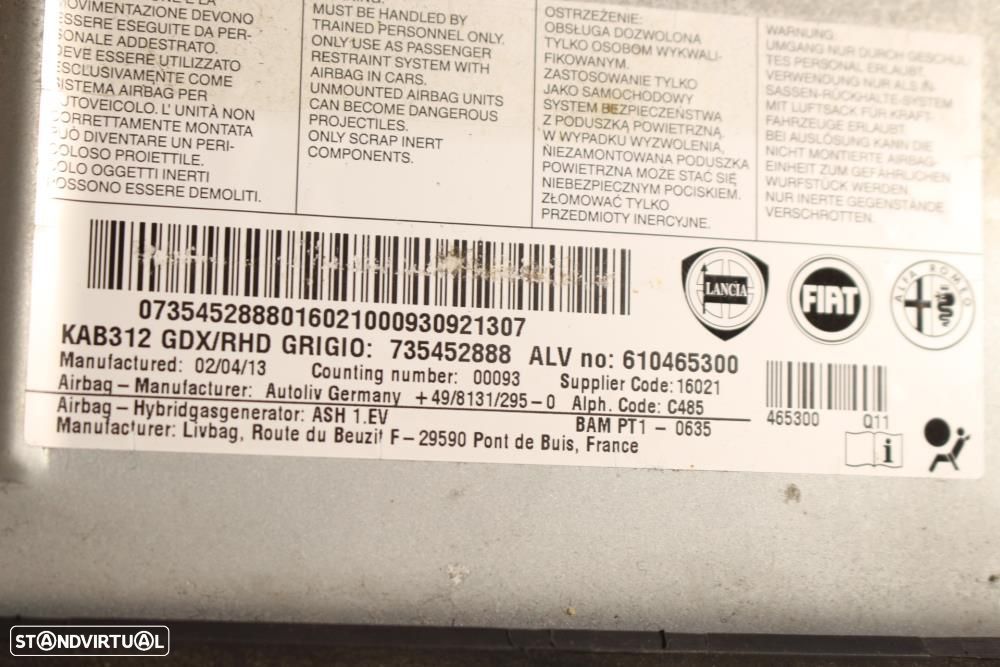 OVIMENTAZIONE DEVONO
ESSERE ESEGUITE DA PER-
SONALE ADDESTRATO.
DEVE ESSERE UTILIZZATO
ESCLUSIVAMENTE COME
SISTEMA AIRBAG PER
AUTOVEICOLO. L'UNITÀ NON
CORRETTAMENTE MONTATA
PUÒ DIVENTARE UN PERI-
COLOSO PROIETTILE.
SOLO OGGETTI INERTI
POSSONO ESSERE DEMOLITI.
WARNING:
MUST BE HANDLED BY
TRAINED PERSONNEL ONLY.
ONLY USE AS PASSENGER
RESTRAINT SYSTEM WITH
AIRBAG IN CARS.
UNMOUNTED AIRBAG UNITS
CAN BECOME DANGEROUS
PROJECTILES.
ONLY SCRAP INERT
COMPONENTS.
OSTRZEŻENIE:
OBSŁUGA DOZWOLONA
TYLKO OSOBOM WYKWALI-
FIKOWANYM.
ZASTOSOWANIE TYLKO
JAKO SAMOCHODOWY
SYSTEM BEZPIECZEŃSTWA
Z PODUSZKĄ POWIETRZNĄ.
W WYPADKU WYZWOLENIA,
NIEZAMONTOWANA PODUSZKA
POWIETRZNA MOŻE STAĆ SIĘ
NIEBEZPIECZNYM POCISKIEM.
ZŁOMOWAĆ TYLKO
PRZEDMIOTY INERCYJNE.
WARNUNG:
UMGANG NUR DURCH GESCHUL-
TES PERSONAL ERLAUBT.
VERWENDUNG NUR ALS IN-
SASSEN-RÜCKHALTE-SYSTEM
MIT LUFTSACK FÜR KRAFT-
FAHRZEUGE ERLAUBT
BEI AUSLÖSUNG KANN DIE
NICHT MONTIERTE AIRBAG-
EINHEIT ZUM GEFÄHRLICHEN
WURFSTÜCK WERDEN.
NUR INERTE GEGENSTÄNDE
VERSCHROTTEN.
LANCIA
FIAT
ALFA ROMEO
07354528880160210009309213​07
KAB312 GDX/RHD GRIGIO: 735452888 ALV no: 610465300
Manufactured: 02/04/13 Counting number: 00093 Supplier Code: 16021
Airbag – Manufacturer: Autoliv Germany +49/8131/295-0 Alph. Code: C485
Airbag – Hybridgasgenerator: ASH 1.EV BAM PT1 – 0635
Manufacturer: Livbag, Route du Beuzit F – 29590 Pont de Buis, France
465300 Q11
i
STANDVIRTUAL